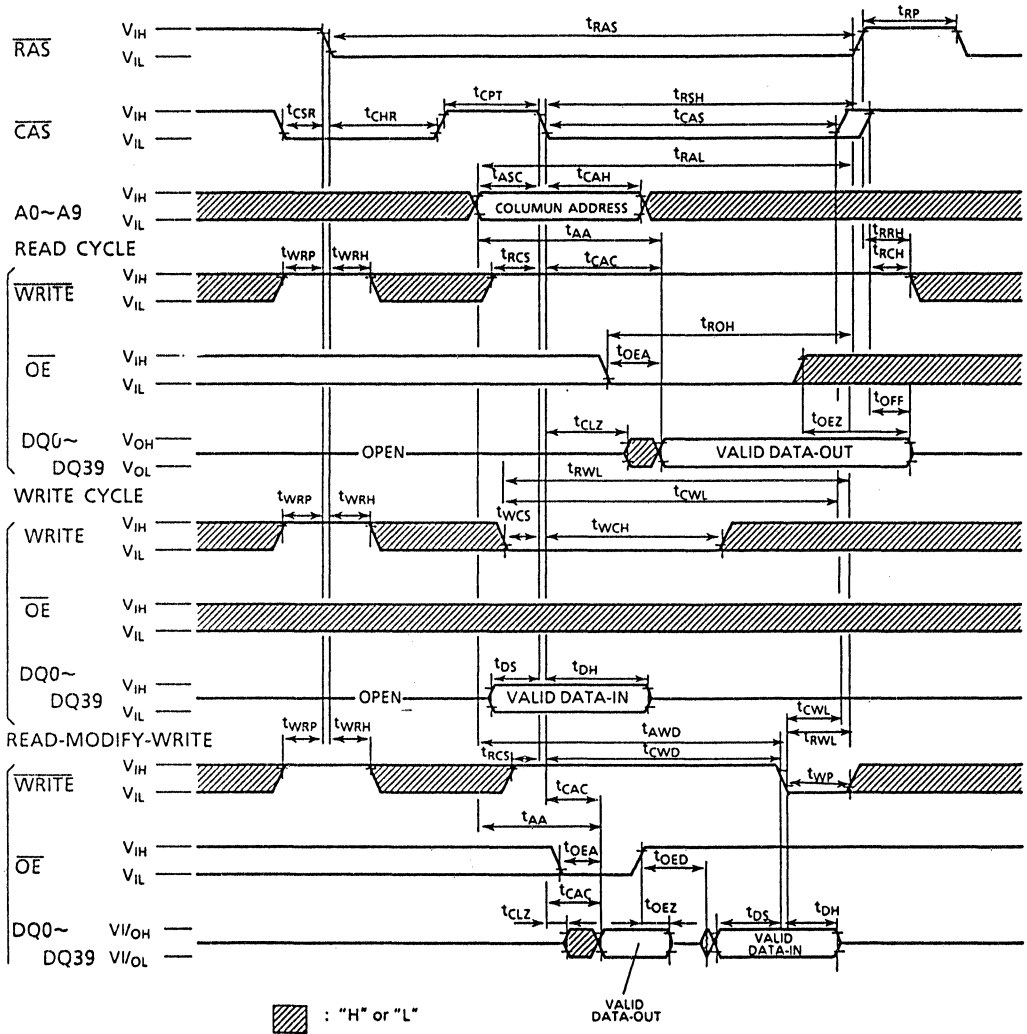 tRP
RAS VIH VIL tRAS
CAS VIH VIL tCSR tCHR tCPT tRSH tCAS
tRAL
A0~A9 VIH VIL tASC tCAH COLUMUN ADDRESS
READ CYCLE tAA tRRH
WRITE VIH VIL tWRP tWRH tRCS tCAC tRCH
tROH
OE VIH VIL tOEA
tOFF
tCLZ tOEZ
DQ0~ DQ39 VOH VOL OPEN VALID DATA-OUT
tRWL
WRITE CYCLE tCWL
WRITE VIH VIL tWRP tWRH tWCS tWCH
OE VIH VIL
tDS tDH
DQ0~ DQ39 VIH VIL OPEN VALID DATA-IN
tCWL
READ-MODIFY-WRITE tWRP tWRH tAWD tRWL
tRCS tCWD
WRITE VIH VIL tWP
tCAC
tAA
OE VIH VIL tOEA tOED
tCAC
tCLZ tOEZ tDS tDH
DQ0~ DQ39 VI/OH VI/OL VALID DATA-IN
VALID DATA-OUT
: "H" or "L"